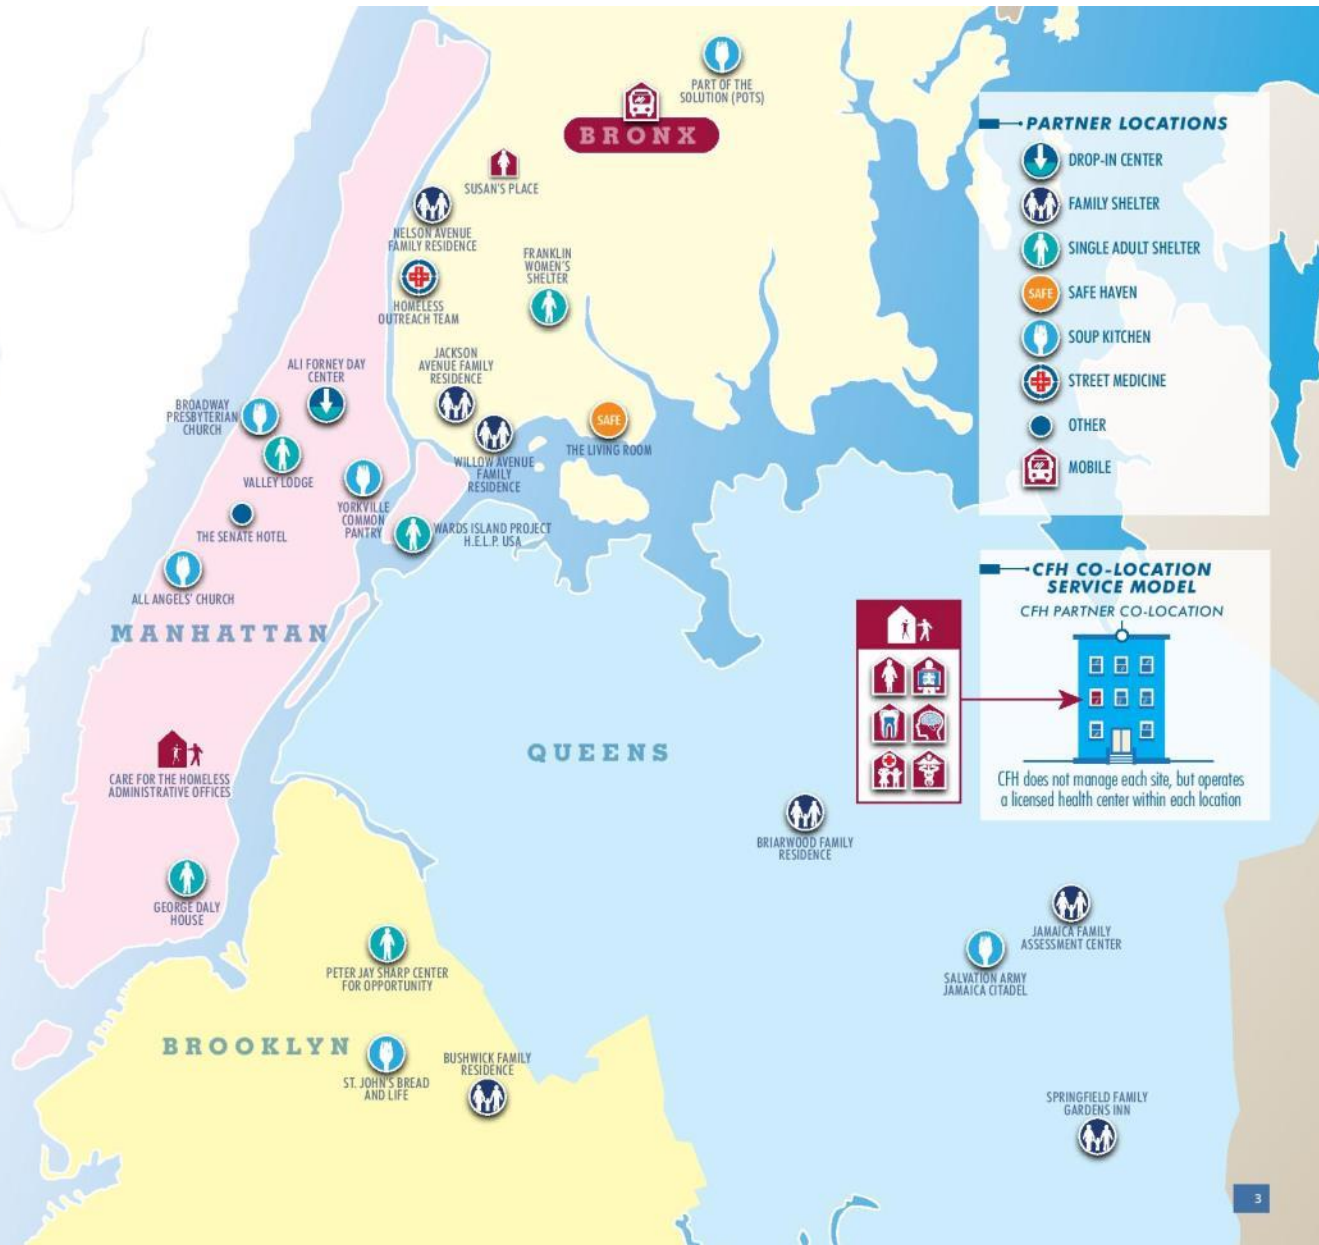 PART OF THE
SOLUTION (POTS)
BRONX
SUSAN'S PLACE
NELSON AVENUE
FAMILY RESIDENCE
FRANKLIN
WOMEN'S
SHELTER
HOMELESS
OUTREACH TEAM
JACKSON
AVENUE FAMILY
RESIDENCE
ALI FORNEY DAY
CENTER
BROADWAY
PRESBYTERIAN
CHURCH
SAFE
THE LIVING ROOM
WILLOW AVENUE
FAMILY
RESIDENCE
VALLEY LODGE
YORKVILLE
COMMON
PANTRY
THE SENATE HOTEL
WARDS ISLAND PROJECT
H.E.L.P. USA
ALL ANGELS' CHURCH
MANHATTAN
CARE FOR THE HOMELESS
ADMINISTRATIVE OFFICES
GEORGE DALY
HOUSE
QUEENS
BRIARWOOD FAMILY
RESIDENCE
JAMAICA FAMILY
ASSESSMENT CENTER
SALVATION ARMY
JAMAICA CITADEL
SPRINGFIELD FAMILY
GARDENS INN
PETER JAY SHARP CENTER
FOR OPPORTUNITY
BROOKLYN
ST. JOHN'S BREAD
AND LIFE
BUSHWICK FAMILY
RESIDENCE
PARTNER LOCATIONS
DROP-IN CENTER
FAMILY SHELTER
SINGLE ADULT SHELTER
SAFE
SAFE HAVEN
SOUP KITCHEN
STREET MEDICINE
OTHER
MOBILE
CFH CO-LOCATION
SERVICE MODEL
CFH PARTNER CO-LOCATION
CFH does not manage each site, but operates
a licensed health center within each location
3